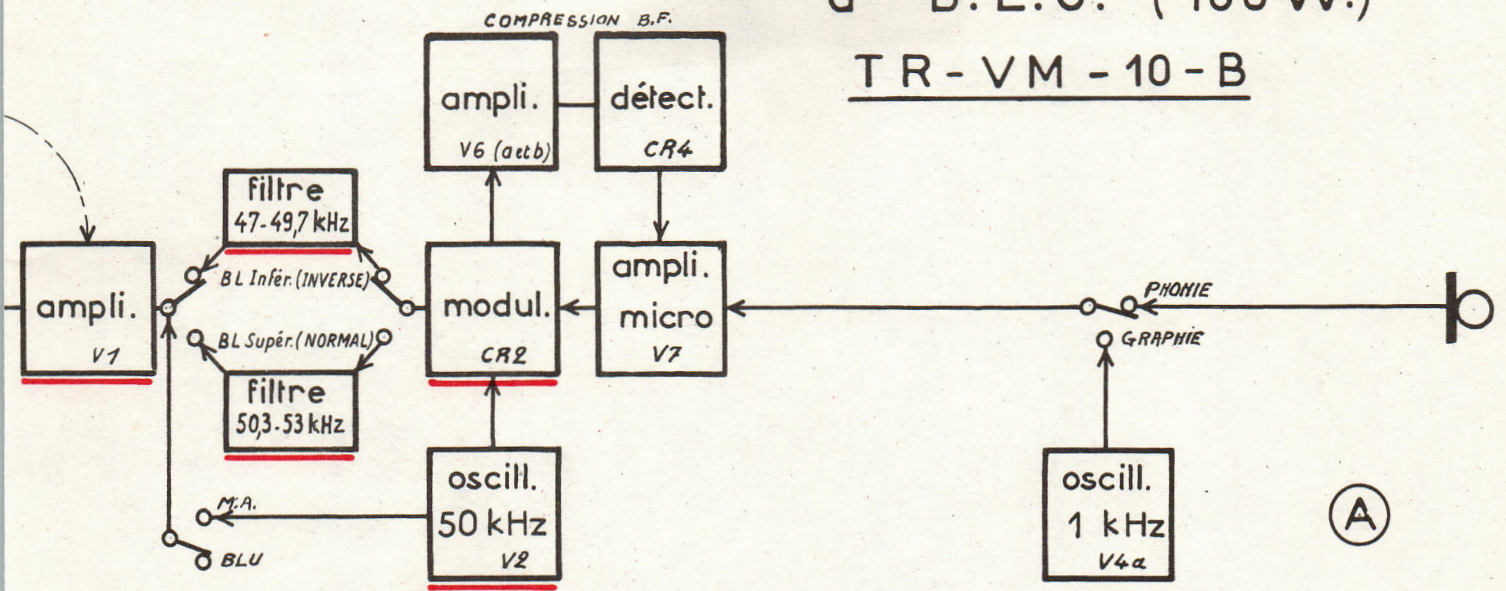 COMPRESSION B.F.
TR-VM-10-B
ampli.
V6 (aetb)
détect.
CR4
filtre
47-49,7 kHz
ampli.
V1
BL Infér.(INVERSE)
BL Supér.(NORMAL)
modul.
CR2
ampli.
micro
V7
PHONIE
GRAPHIE
filtre
50,3-53 kHz
M.A.
BLU
oscill.
50 kHz
V2
oscill.
1 kHz
V4a
A